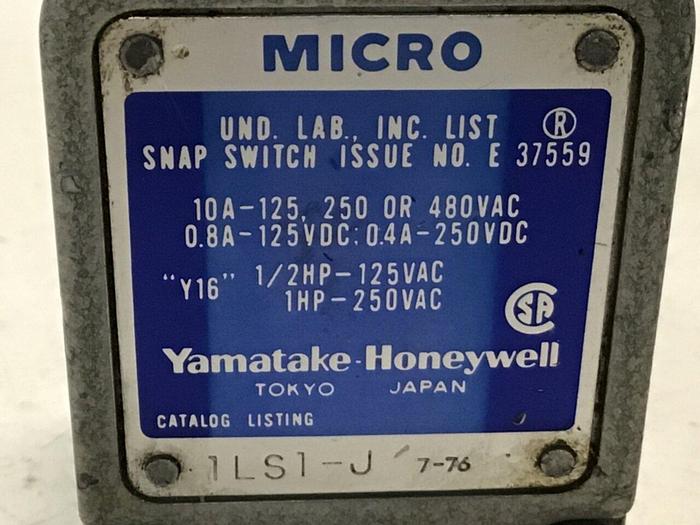 MICRO
UND. LAB., INC. LIST ®
SNAP SWITCH ISSUE NO. E 37559
10A-125, 250 OR 480VAC
0.8A-125VDC; 0.4A-250VDC
"Y16" 1/2HP-125VAC
1HP-250VAC
CSA
Yamatake-Honeywell
TOKYO JAPAN
CATALOG LISTING
1LS1-J 7-76